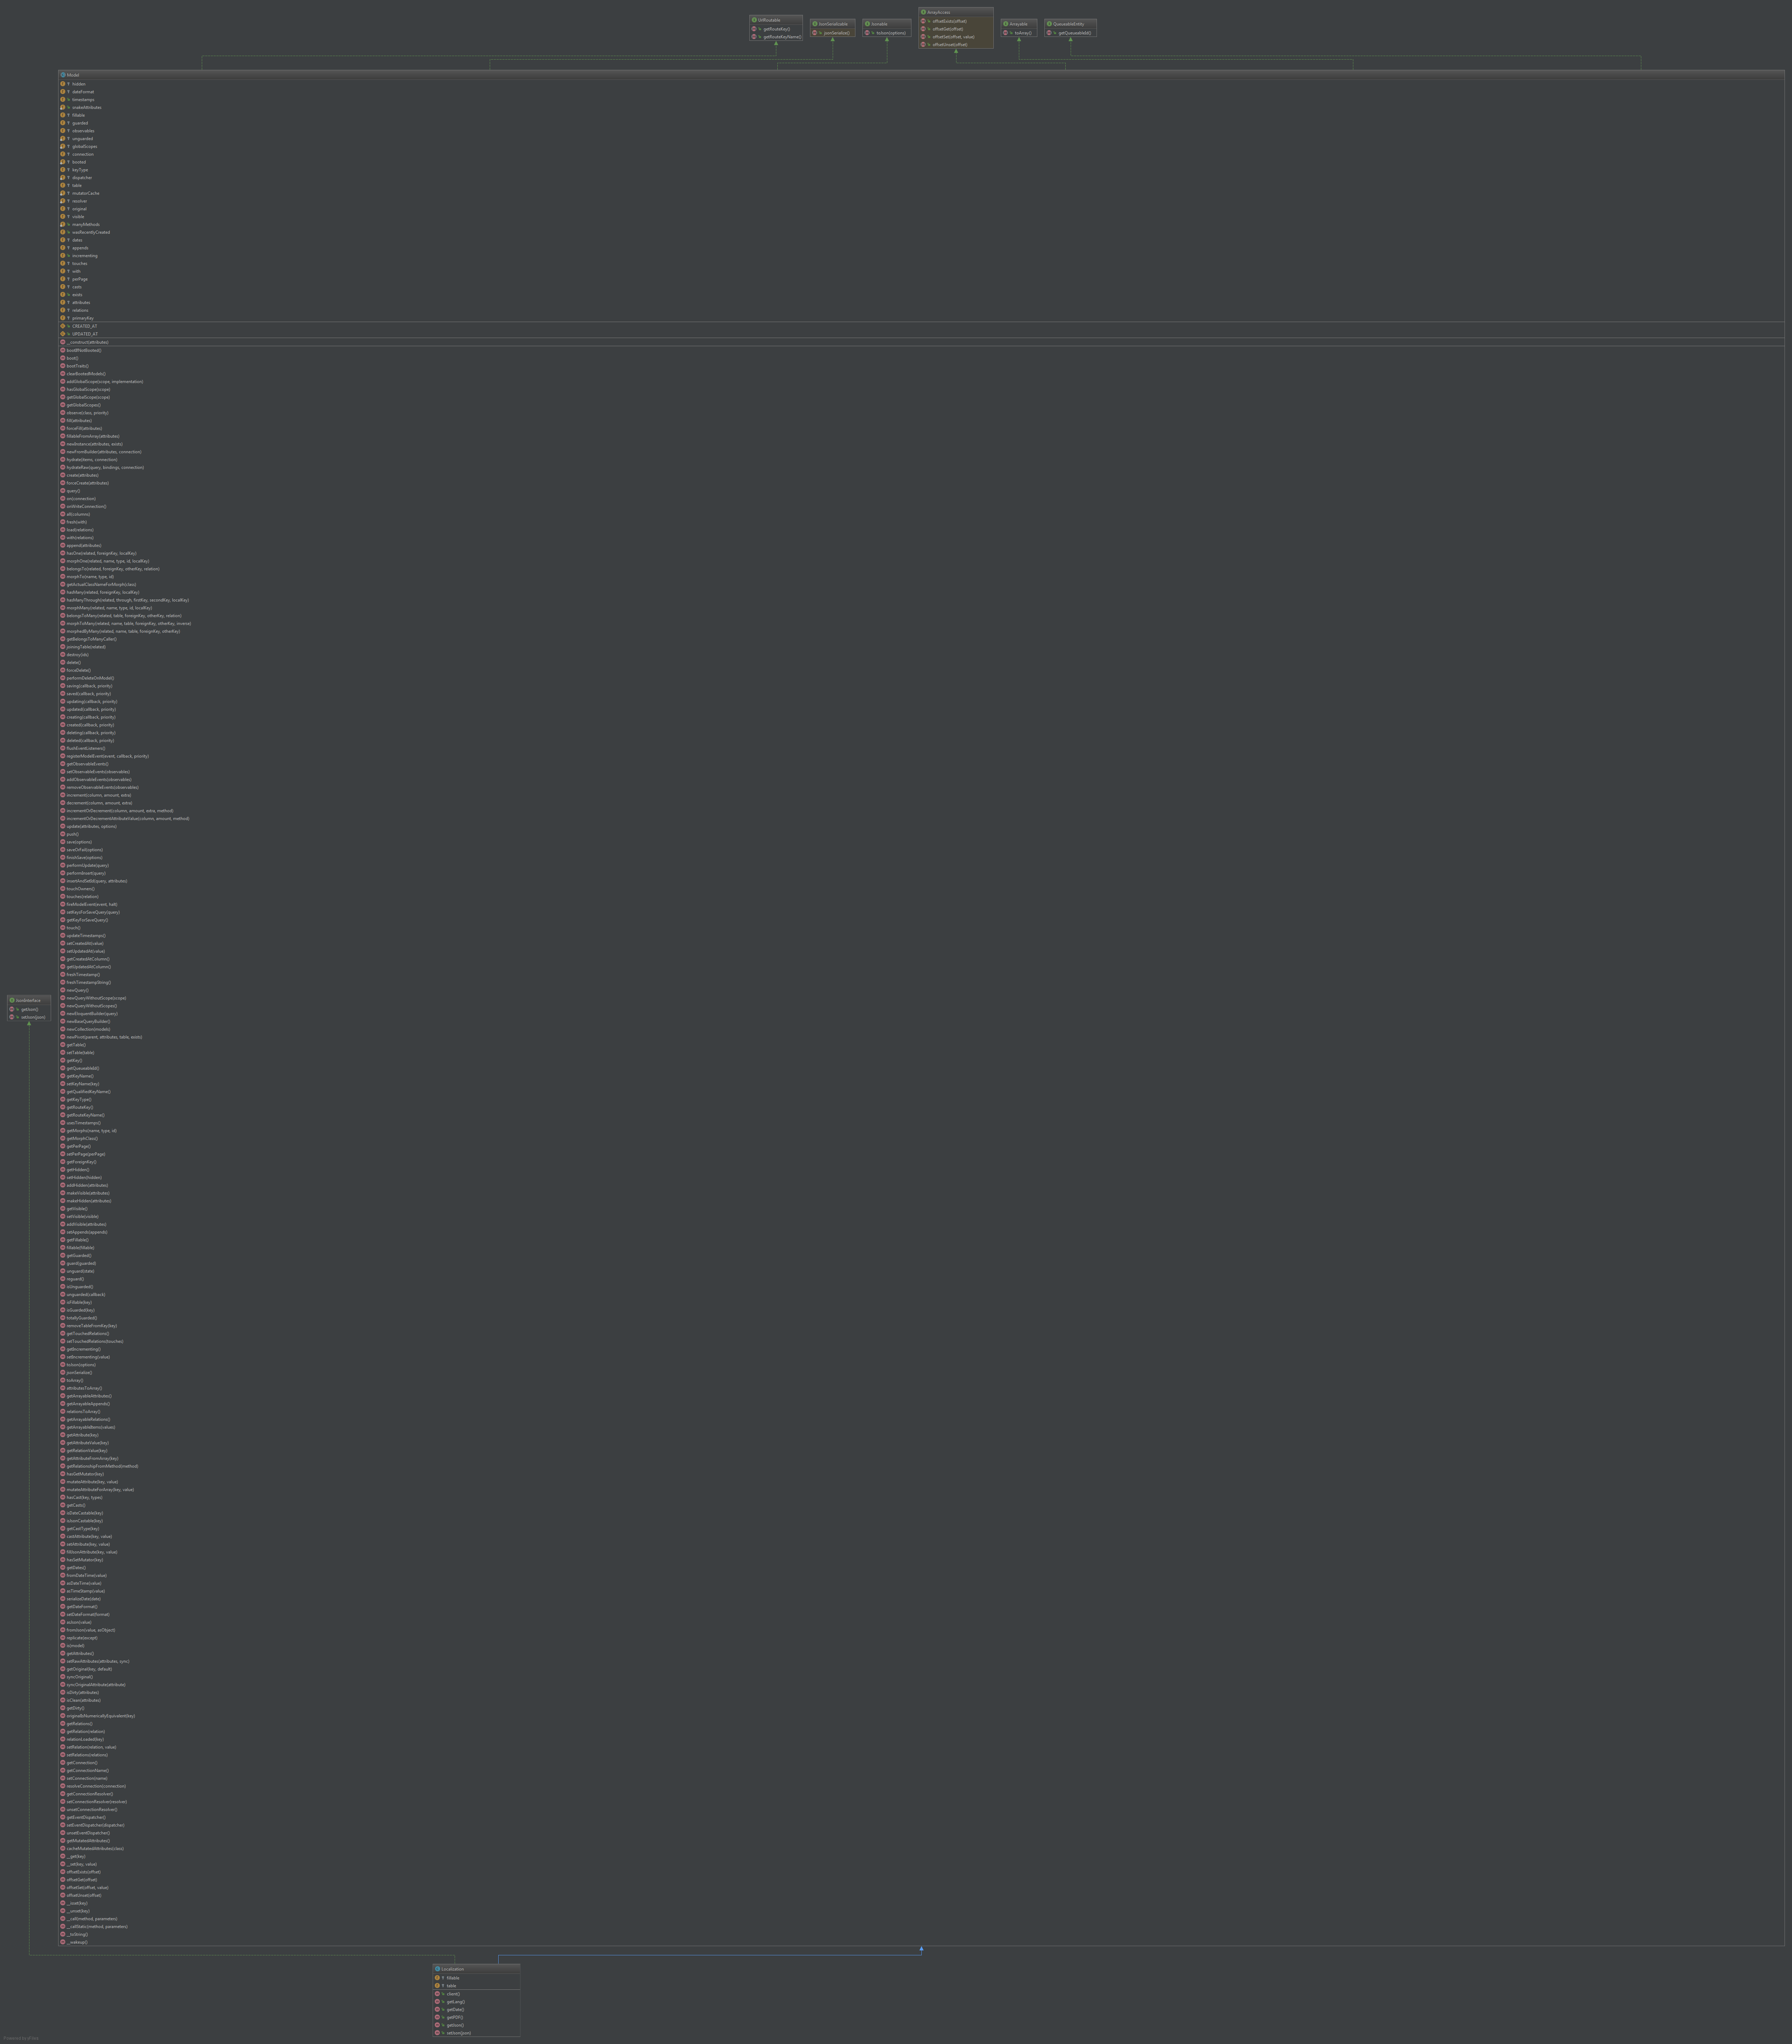 UrlRoutable
getRouteKey()
getRouteKeyName()
JsonSerializable
jsonSerialize()
Jsonable
toJson(options)
ArrayAccess
offsetExists(offset)
offsetGet(offset)
offsetSet(offset, value)
offsetUnset(offset)
Arrayable
toArray()
QueueableEntity
getQueueableId()
Model
hidden
dateFormat
timestamps
snakeAttributes
fillable
guarded
observables
unguarded
globalScopes
connection
booted
keyType
dispatcher
table
mutatorCache
resolver
original
visible
manyMethods
wasRecentlyCreated
dates
appends
incrementing
touches
with
perPage
casts
exists
attributes
relations
primaryKey
CREATED_AT
UPDATED_AT
__construct(attributes)
bootIfNotBooted()
boot()
bootTraits()
clearBootedModels()
addGlobalScope(scope, implementation)
hasGlobalScope(scope)
getGlobalScope(scope)
getGlobalScopes()
observe(class, priority)
fill(attributes)
forceFill(attributes)
fillableFromArray(attributes)
newInstance(attributes, exists)
newFromBuilder(attributes, connection)
hydrate(items, connection)
hydrateRaw(query, bindings, connection)
create(attributes)
forceCreate(attributes)
query()
on(connection)
onWriteConnection()
all(columns)
fresh(with)
load(relations)
with(relations)
append(attributes)
hasOne(related, foreignKey, localKey)
morphOne(related, name, type, id, localKey)
belongsTo(related, foreignKey, otherKey, relation)
morphTo(name, type, id)
getActualClassNameForMorph(class)
hasMany(related, foreignKey, localKey)
hasManyThrough(related, through, firstKey, secondKey, localKey)
morphMany(related, name, type, id, localKey)
belongsToMany(related, table, foreignKey, otherKey, relation)
morphToMany(related, name, table, foreignKey, otherKey, inverse)
morphedByMany(related, name, table, foreignKey, otherKey)
getBelongsToManyCaller()
joiningTable(related)
destroy(ids)
delete()
forceDelete()
performDeleteOnModel()
saving(callback, priority)
saved(callback, priority)
updating(callback, priority)
updated(callback, priority)
creating(callback, priority)
created(callback, priority)
deleting(callback, priority)
deleted(callback, priority)
flushEventListeners()
registerModelEvent(event, callback, priority)
getObservableEvents()
setObservableEvents(observables)
addObservableEvents(observables)
removeObservableEvents(observables)
increment(column, amount, extra)
decrement(column, amount, extra)
incrementOrDecrement(column, amount, extra, method)
incrementOrDecrementAttributeValue(column, amount, method)
update(attributes, options)
push()
save(options)
saveOrFail(options)
finishSave(options)
performUpdate(query)
performInsert(query)
insertAndSetId(query, attributes)
touchOwners()
touches(relation)
fireModelEvent(event, halt)
setKeysForSaveQuery(query)
getKeyForSaveQuery()
touch()
updateTimestamps()
setCreatedAt(value)
setUpdatedAt(value)
getCreatedAtColumn()
getUpdatedAtColumn()
freshTimestamp()
freshTimestampString()
newQuery()
newQueryWithoutScope(scope)
newQueryWithoutScopes()
newEloquentBuilder(query)
newBaseQueryBuilder()
newCollection(models)
newPivot(parent, attributes, table, exists)
getTable()
setTable(table)
getKey()
getQueueableId()
getKeyName()
setKeyName(key)
getQualifiedKeyName()
getKeyType()
getRouteKey()
getRouteKeyName()
usesTimestamps()
getMorphs(name, type, id)
getMorphClass()
getPerPage()
setPerPage(perPage)
getForeignKey()
getHidden()
setHidden(hidden)
addHidden(attributes)
makeVisible(attributes)
makeHidden(attributes)
getVisible()
setVisible(visible)
addVisible(attributes)
setAppends(appends)
getFillable()
fillable(fillable)
getGuarded()
guard(guarded)
unguard(state)
reguard()
isUnguarded()
unguarded(callback)
isFillable(key)
isGuarded(key)
totallyGuarded()
removeTableFromKey(key)
getTouchedRelations()
setTouchedRelations(touches)
getIncrementing()
setIncrementing(value)
toJson(options)
jsonSerialize()
toArray()
attributesToArray()
getArrayableAttributes()
getArrayableAppends()
relationsToArray()
getArrayableRelations()
getArrayableItems(values)
getAttribute(key)
getAttributeValue(key)
getRelationValue(key)
getAttributeFromArray(key)
getRelationshipFromMethod(method)
hasGetMutator(key)
mutateAttribute(key, value)
mutateAttributeForArray(key, value)
hasCast(key, types)
getCasts()
isDateCastable(key)
isJsonCastable(key)
getCastType(key)
castAttribute(key, value)
setAttribute(key, value)
fillJsonAttribute(key, value)
hasSetMutator(key)
getDates()
fromDateTime(value)
asDateTime(value)
asTimeStamp(value)
serializeDate(date)
getDateFormat()
setDateFormat(format)
asJson(value)
fromJson(value, asObject)
replicate(except)
is(model)
getAttributes()
setRawAttributes(attributes, sync)
getOriginal(key, default)
syncOriginal()
syncOriginalAttribute(attribute)
isDirty(attributes)
isClean(attributes)
getDirty()
originalIsNumericallyEquivalent(key)
getRelations()
getRelation(relation)
relationLoaded(key)
setRelation(relation, value)
setRelations(relations)
getConnection()
getConnectionName()
setConnection(name)
resolveConnection(connection)
getConnectionResolver()
setConnectionResolver(resolver)
unsetConnectionResolver()
getEventDispatcher()
setEventDispatcher(dispatcher)
unsetEventDispatcher()
getMutatedAttributes()
cacheMutatedAttributes(class)
__get(key)
__set(key, value)
offsetExists(offset)
offsetGet(offset)
offsetSet(offset, value)
offsetUnset(offset)
__isset(key)
__unset(key)
__call(method, parameters)
__callStatic(method, parameters)
__toString()
__wakeup()
JsonInterface
getJson()
setJson(json)
Localization
fillable
table
client()
getLang()
getDate()
getPDF()
getJson()
setJson(json)
Powered by yFiles